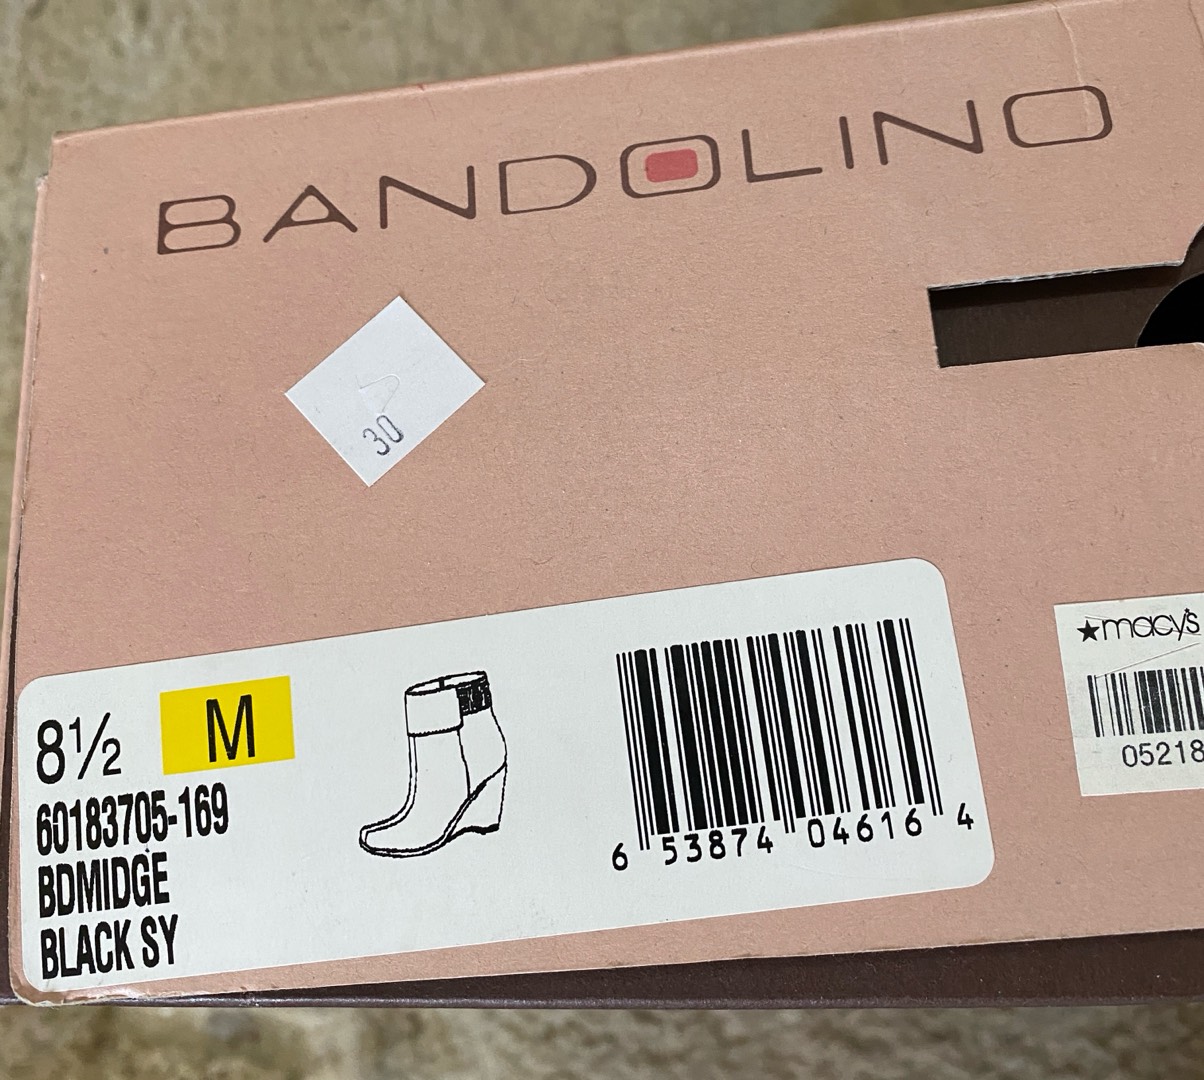 BANDOLINO
30
8½ M
60183705-169
BDMIDGE
BLACK SY
6 53874 04616 4
★macy's
05218